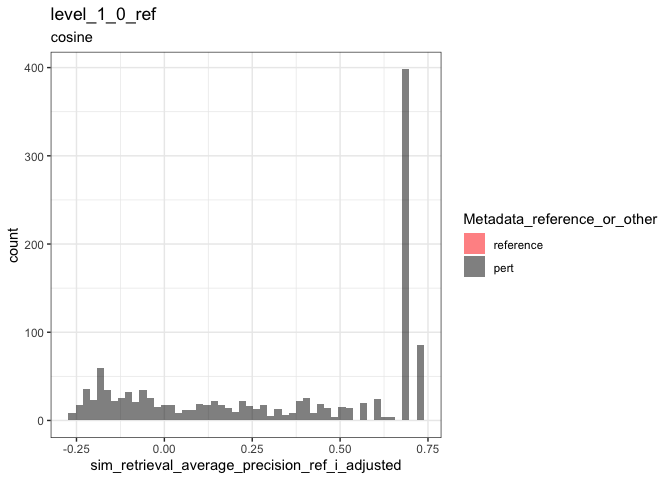 level_1_0_ref
cosine
400
300
200
100
0
count
-0.25
0.00
0.25
0.50
0.75
sim_retrieval_average_precision_ref_i_adjusted
Metadata_reference_or_other
reference
pert